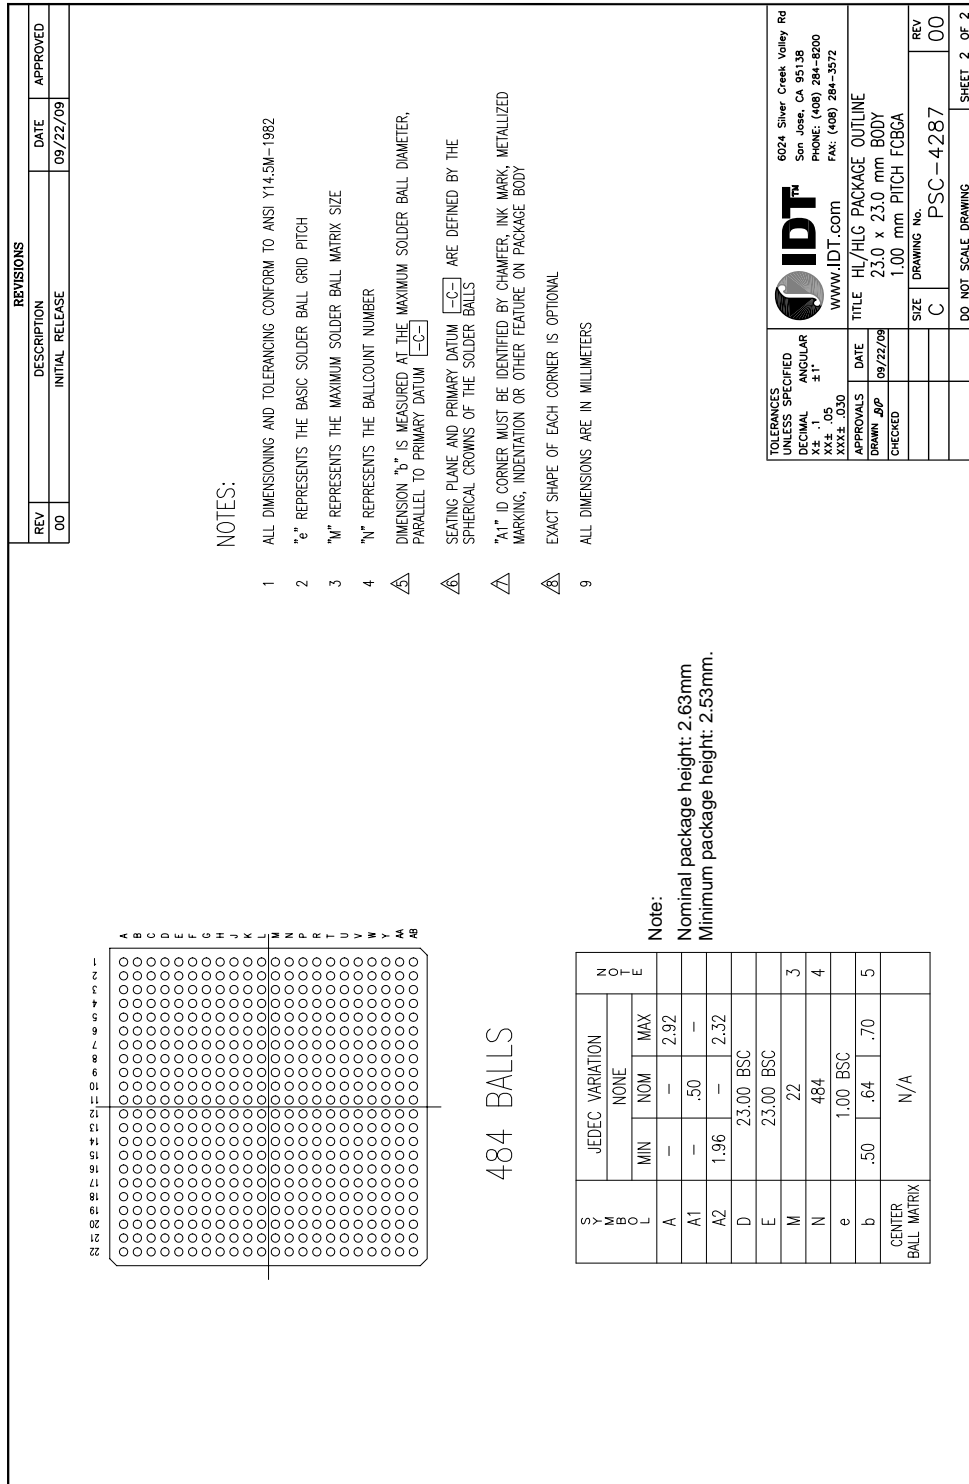 REVISIONS
REV DESCRIPTION DATE APPROVED
00 INITIAL RELEASE 09/22/09
1 2 3 4 5 6 7 8 9 10 11 12 13 14 15 16 17 18 19 20 21 22
A
B
C
D
E
F
G
H
J
K
L
M
N
P
R
T
U
V
W
Y
AA
AB
484 BALLS
NOTES:
1 ALL DIMENSIONING AND TOLERANCING CONFORM TO ANSI Y14.5M-1982
2 "e" REPRESENTS THE BASIC SOLDER BALL GRID PITCH
3 "M" REPRESENTS THE MAXIMUM SOLDER BALL MATRIX SIZE
4 "N" REPRESENTS THE BALLCOUNT NUMBER
5 DIMENSION "b" IS MEASURED AT THE MAXIMUM SOLDER BALL DIAMETER,
PARALLEL TO PRIMARY DATUM -C-
6 SEATING PLANE AND PRIMARY DATUM -C- ARE DEFINED BY THE
SPHERICAL CROWNS OF THE SOLDER BALLS
7 "A1" ID CORNER MUST BE IDENTIFIED BY CHAMFER, INK MARK, METALLIZED
MARKING, INDENTATION OR OTHER FEATURE ON PACKAGE BODY
8 EXACT SHAPE OF EACH CORNER IS OPTIONAL
9 ALL DIMENSIONS ARE IN MILLIMETERS
SYMBOL JEDEC VARIATION NOTE
NONE
MIN NOM MAX
A – – 2.92
A1 – .50 –
A2 1.96 – 2.32
D 23.00 BSC
E 23.00 BSC
M 22 3
N 484 4
e 1.00 BSC
b .50 .64 .70 5
CENTER
BALL MATRIX
N/A
Note:
Nominal package height: 2.63mm
Minimum package height: 2.53mm.
TOLERANCES
UNLESS SPECIFIED
DECIMAL ANGULAR
X± .1 ±1°
XX± .05
XXX± .030
APPROVALS DATE
DRAWN 09/22/09
CHECKED
IDT™
www.IDT.com
6024 Silver Creek Valley Rd
San Jose, CA 95138
PHONE: (408) 284-8200
FAX: (408) 284-3572
TITLE HL/HLG PACKAGE OUTLINE
23.0 x 23.0 mm BODY
1.00 mm PITCH FCBGA
SIZE DRAWING No. REV
C PSC-4287 00
DO NOT SCALE DRAWING SHEET 2 OF 2